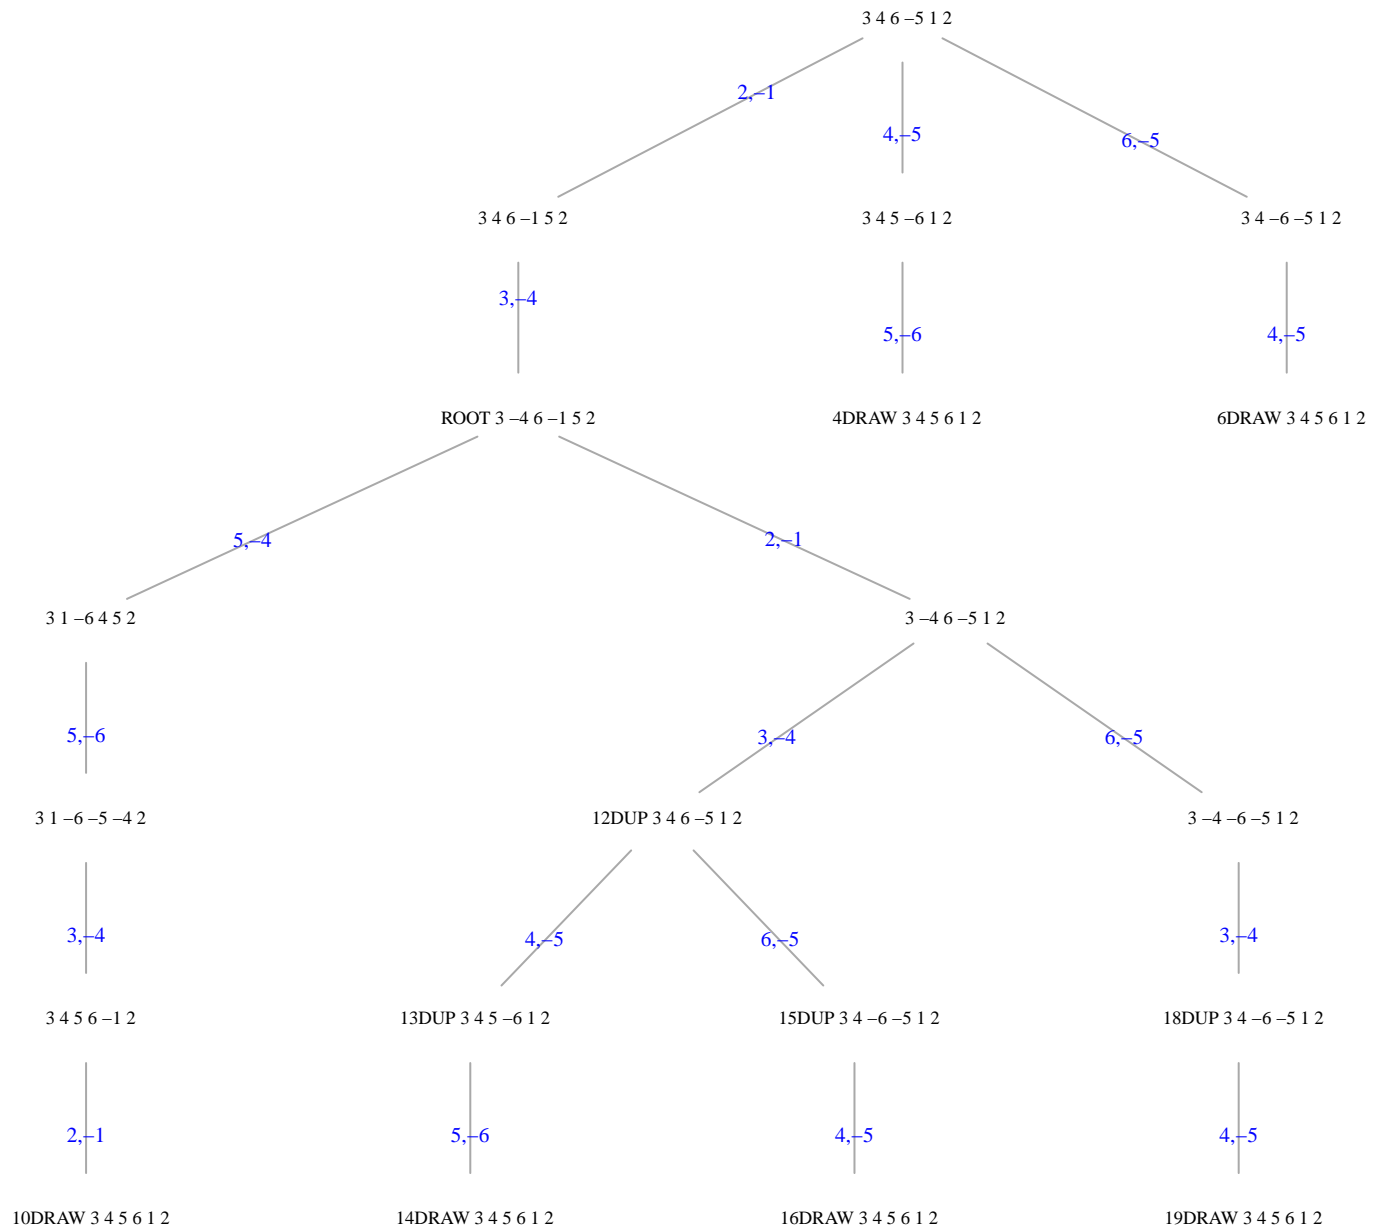 3 4 6 –5 1 2
2,–1
4,–5
6,–5
3 4 6 –1 5 2
3 4 5 –6 1 2
3 4 –6 –5 1 2
3,–4
5,–6
4,–5
ROOT 3 –4 6 –1 5 2
4DRAW 3 4 5 6 1 2
6DRAW 3 4 5 6 1 2
5,–4
2,–1
3 1 –6 4 5 2
3 –4 6 –5 1 2
5,–6
3,–4
6,–5
3 1 –6 –5 –4 2
12DUP 3 4 6 –5 1 2
3 –4 –6 –5 1 2
3,–4
4,–5
6,–5
3,–4
3 4 5 6 –1 2
13DUP 3 4 5 –6 1 2
15DUP 3 4 –6 –5 1 2
18DUP 3 4 –6 –5 1 2
2,–1
5,–6
4,–5
4,–5
10DRAW 3 4 5 6 1 2
14DRAW 3 4 5 6 1 2
16DRAW 3 4 5 6 1 2
19DRAW 3 4 5 6 1 2